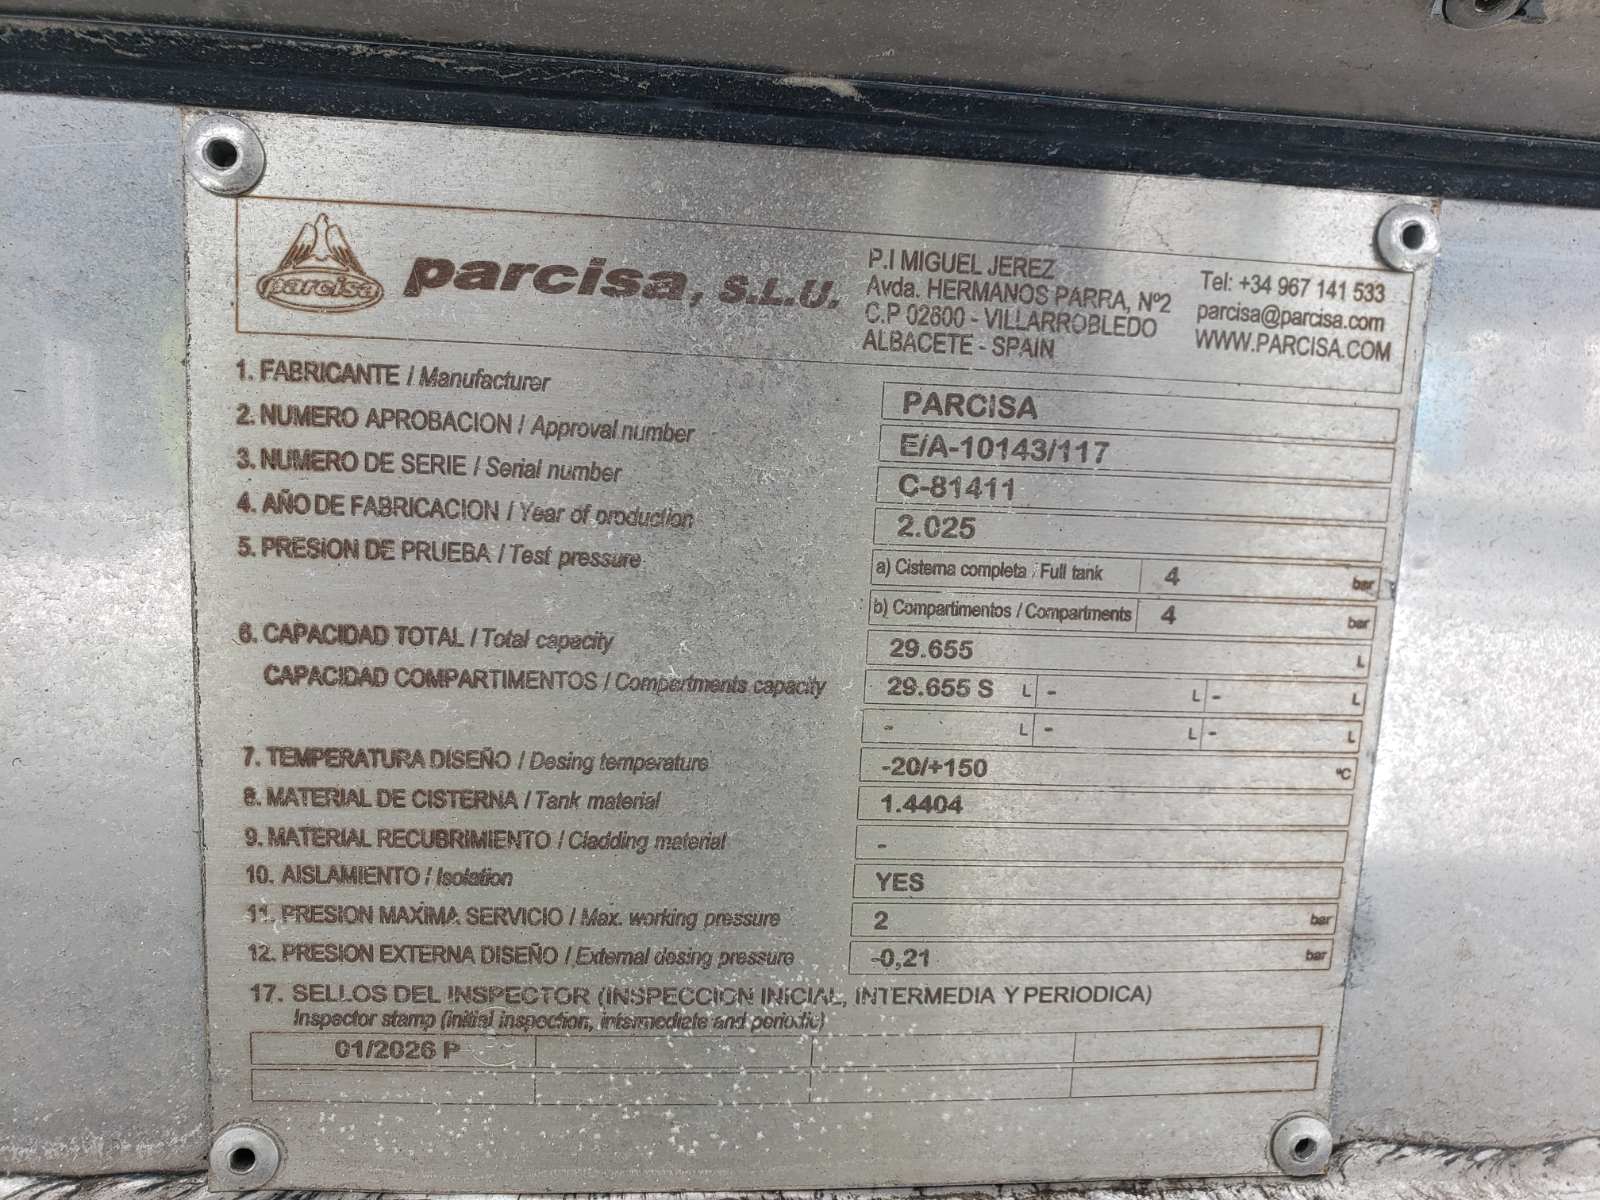 parcisa
parcisa, S.L.U.
P.I MIGUEL JEREZ
Avda. HERMANOS PARRA, Nº2
C.P 02600 - VILLARROBLEDO
ALBACETE - SPAIN
Tel: +34 967 141 533
parcisa@parcisa.com
WWW.PARCISA.COM
1. FABRICANTE / Manufacturer PARCISA
2. NUMERO APROBACION / Approval number E/A-10143/117
3. NUMERO DE SERIE / Serial number C-81411
4. AÑO DE FABRICACION / Year of production 2.025
5. PRESION DE PRUEBA / Test pressure a) Cisterna completa / Full tank 4 bar
b) Compartimentos / Compartments 4 bar
6. CAPACIDAD TOTAL / Total capacity 29.655 L
CAPACIDAD COMPARTIMENTOS / Compartments capacity 29.655 S L - L - L
- L - L - L
7. TEMPERATURA DISEÑO / Desing temperature -20/+150 ºC
8. MATERIAL DE CISTERNA / Tank material 1.4404
9. MATERIAL RECUBRIMIENTO / Cladding material -
10. AISLAMIENTO / Isolation YES
11. PRESION MAXIMA SERVICIO / Max. working pressure 2 bar
12. PRESION EXTERNA DISEÑO / External desing pressure -0,21 bar
17. SELLOS DEL INSPECTOR (INSPECCION INICIAL, INTERMEDIA Y PERIODICA)
Inspector stamp (initial inspection, intermediate and periodic)
01/2026 P